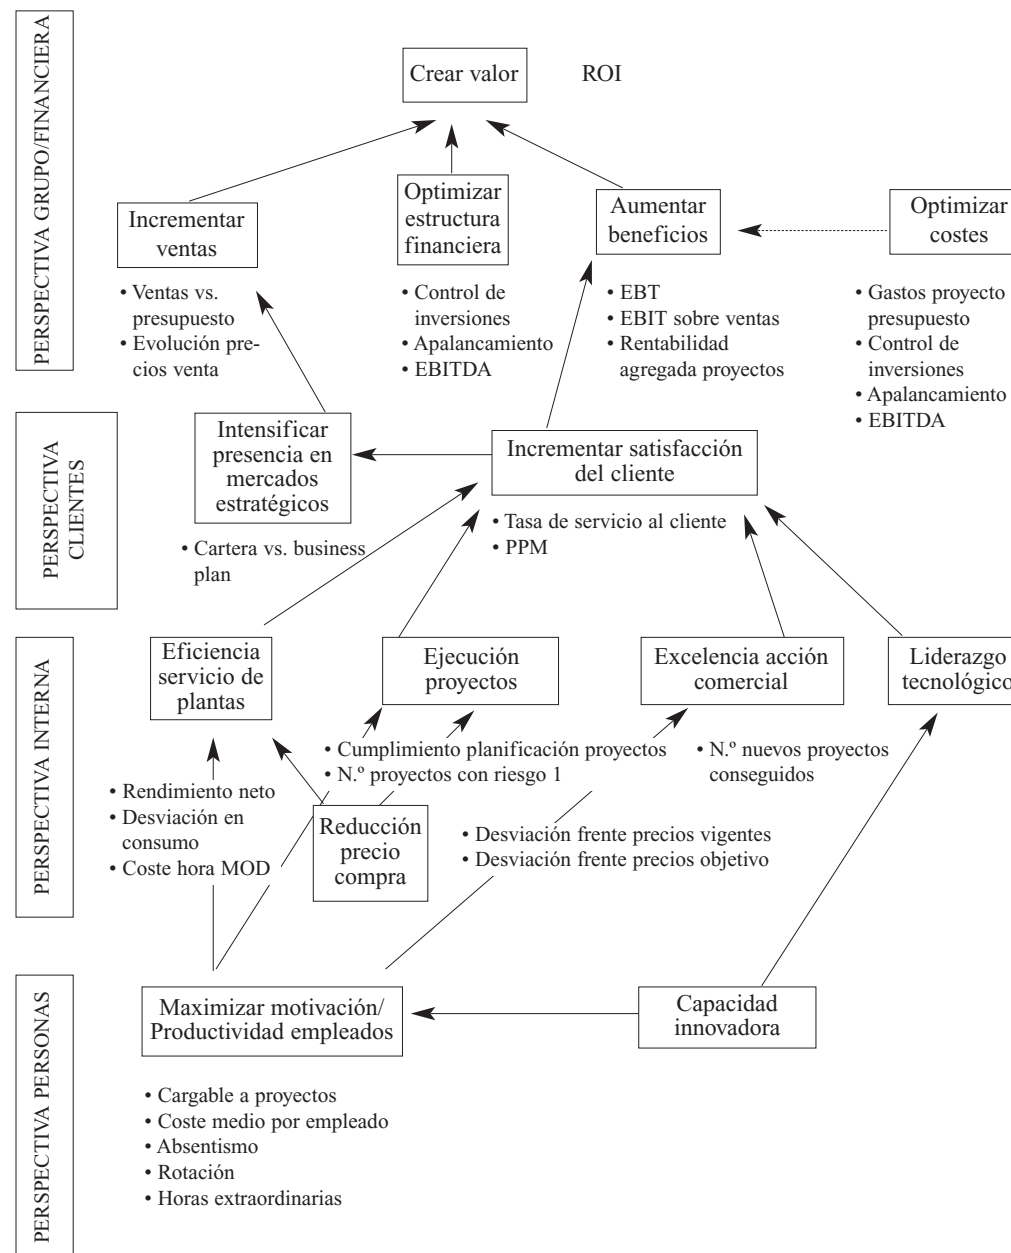 PERSPECTIVA GRUPO/FINANCIERA
Crear valor
ROI
Incrementar
ventas
Optimizar
estructura
financiera
Aumentar
beneficios
Optimizar
costes
• Ventas vs.
presupuesto
• Evolución pre-
cios venta
• Control de
inversiones
• Apalancamiento
• EBITDA
• EBT
• EBIT sobre ventas
• Rentabilidad
agregada proyectos
• Gastos proyecto
presupuesto
• Control de
inversiones
• Apalancamiento
• EBITDA
PERSPECTIVA
CLIENTES
Intensificar
presencia en
mercados
estratégicos
Incrementar satisfacción
del cliente
• Cartera vs. business
plan
• Tasa de servicio al cliente
• PPM
PERSPECTIVA INTERNA
Eficiencia
servicio de
plantas
Ejecución
proyectos
Excelencia acción
comercial
Liderazgo
tecnológico
• Cumplimiento planificación proyectos
• N.º proyectos con riesgo 1
• N.º nuevos proyectos
conseguidos
• Rendimiento neto
• Desviación en
consumo
• Coste hora MOD
Reducción
precio
compra
• Desviación frente precios vigentes
• Desviación frente precios objetivo
PERSPECTIVA PERSONAS
Maximizar motivación/
Productividad empleados
Capacidad
innovadora
• Cargable a proyectos
• Coste medio por empleado
• Absentismo
• Rotación
• Horas extraordinarias